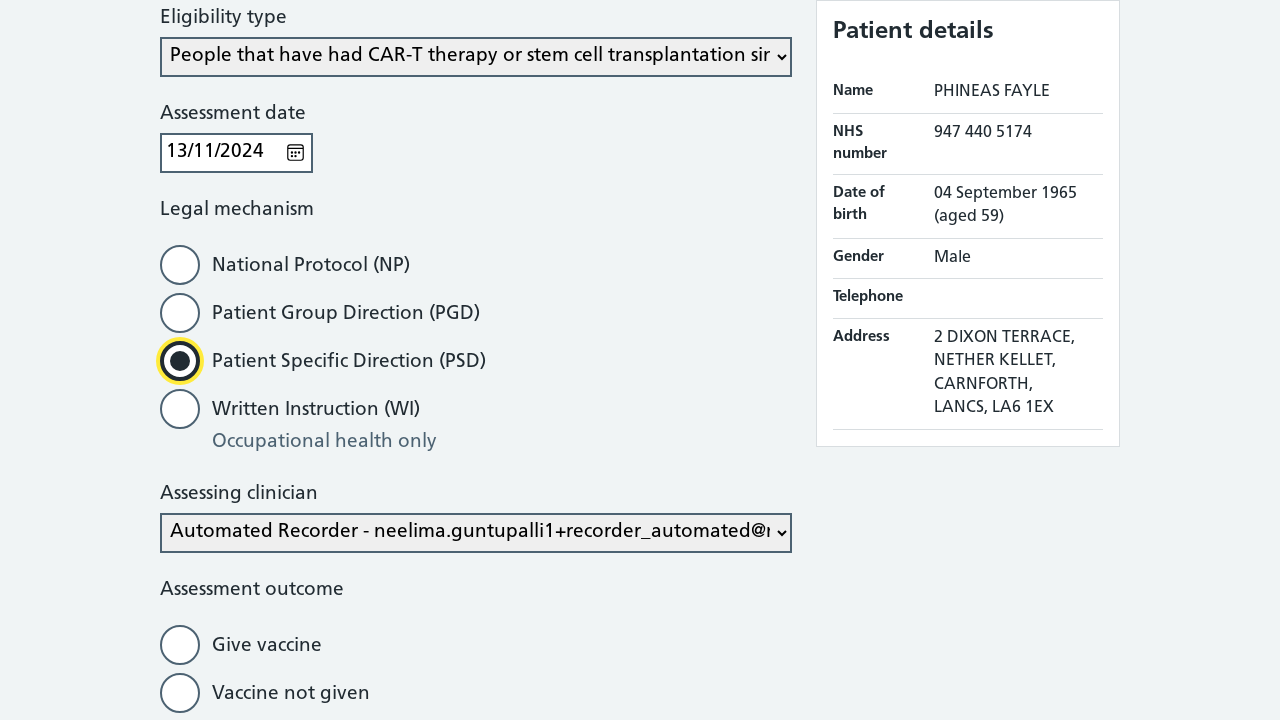 Eligibility type
People that have had CAR-T therapy or stem cell transplantation sir
Assessment date
13/11/2024
Legal mechanism
National Protocol (NP)
Patient Group Direction (PGD)
Patient Specific Direction (PSD)
Written Instruction (WI)
Occupational health only
Assessing clinician
Automated Recorder - neelima.guntupalli1+recorder_automated@
Assessment outcome
Give vaccine
Vaccine not given
Patient details
Name PHINEAS FAYLE
NHS number 947 440 5174
Date of birth 04 September 1965
(aged 59)
Gender Male
Telephone
Address 2 DIXON TERRACE,
NETHER KELLET,
CARNFORTH,
LANCS, LA6 1EX